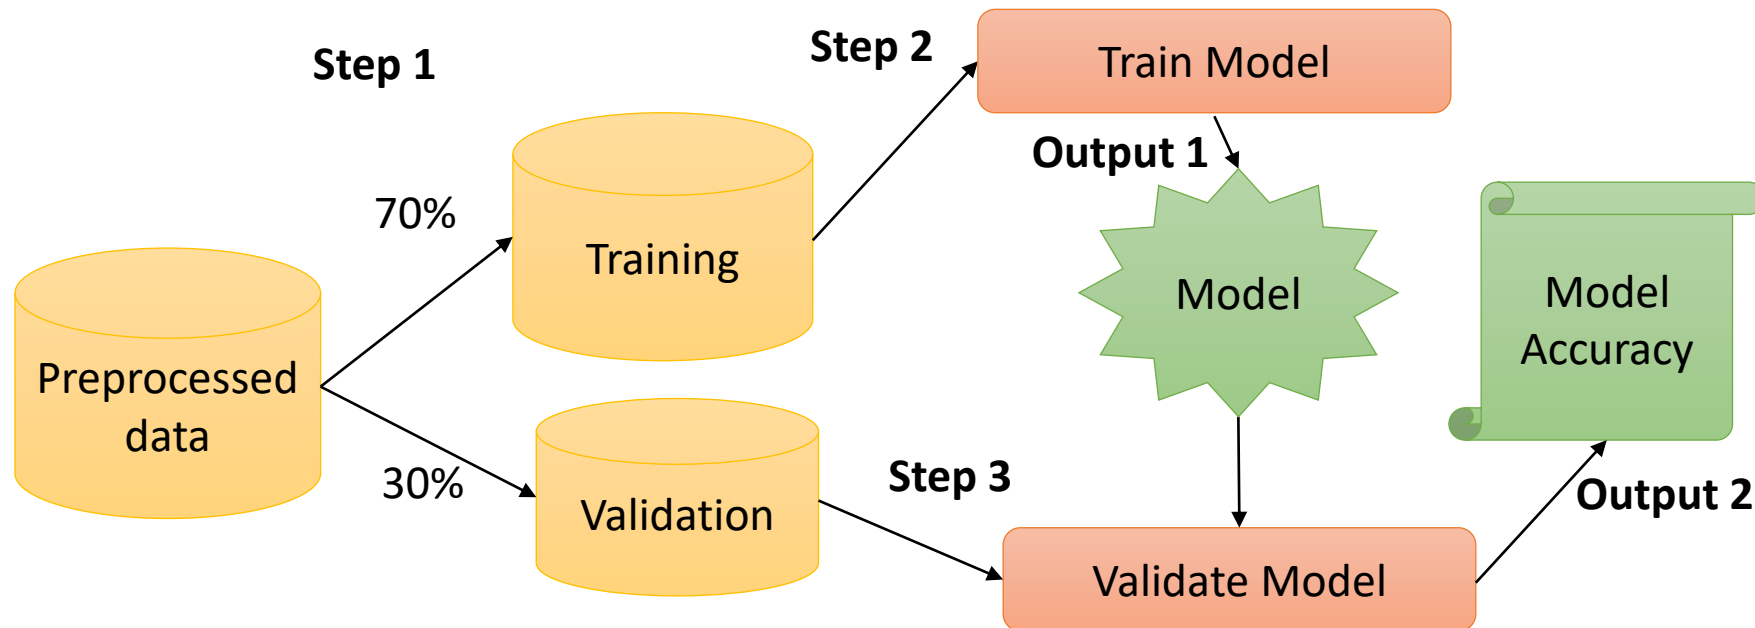 Step 1
Step 2
Train Model
Output 1
70%
Training
Model
Model
Accuracy
Preprocessed
data
30%
Validation
Step 3
Output 2
Validate Model